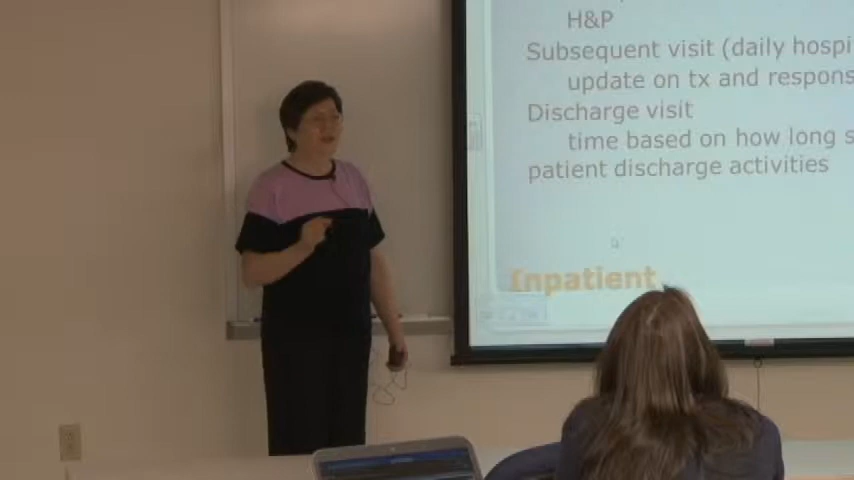 H&P
Subsequent visit (daily hospi
update on tx and respons
Discharge visit
time based on how long s
patient discharge activities
Inpatient